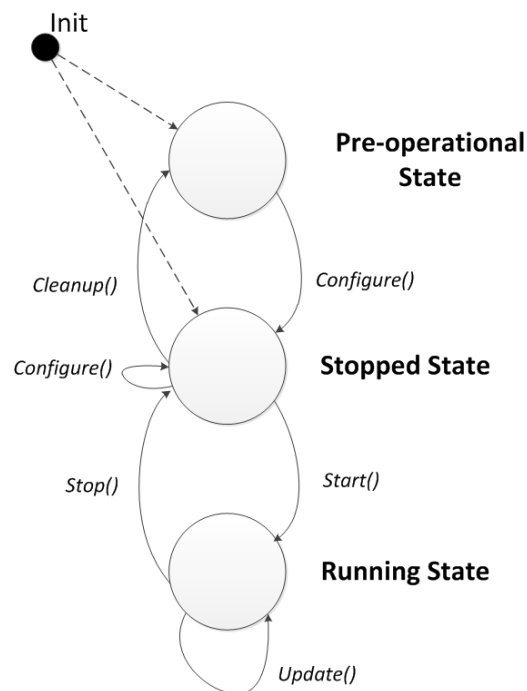 Init
Pre-operational
State
Cleanup()
Configure()
Configure()
Stopped State
Stop()
Start()
Running State
Update()